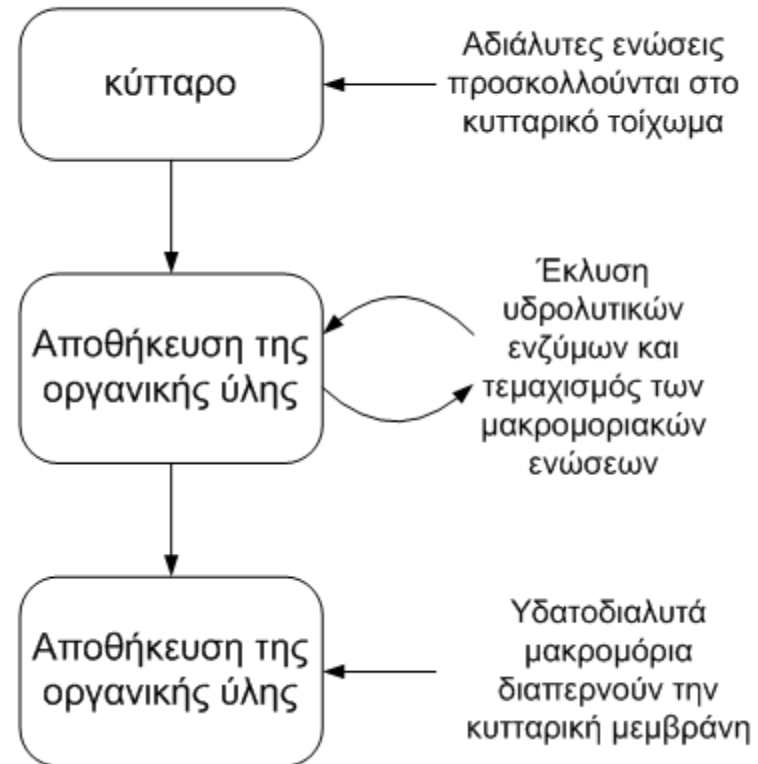 κύτταρο
Αδιάλυτες ενώσεις
προσκολλούνται στο
κυτταρικό τοίχωμα
Αποθήκευση της
οργανικής ύλης
Έκλυση
υδρολυτικών
ενζύμων και
τεμαχισμός των
μακρομοριακών
ενώσεων
Αποθήκευση της
οργανικής ύλης
Υδατοδιαλυτά
μακρομόρια
διαπερνούν την
κυτταρική μεμβράνη